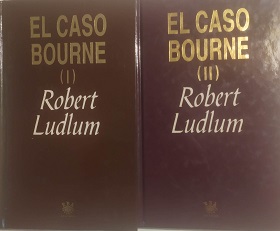 EL CASO
BOURNE
(I)
Robert
Ludlum
EL CASO
BOURNE
(II)
Robert
Ludlum